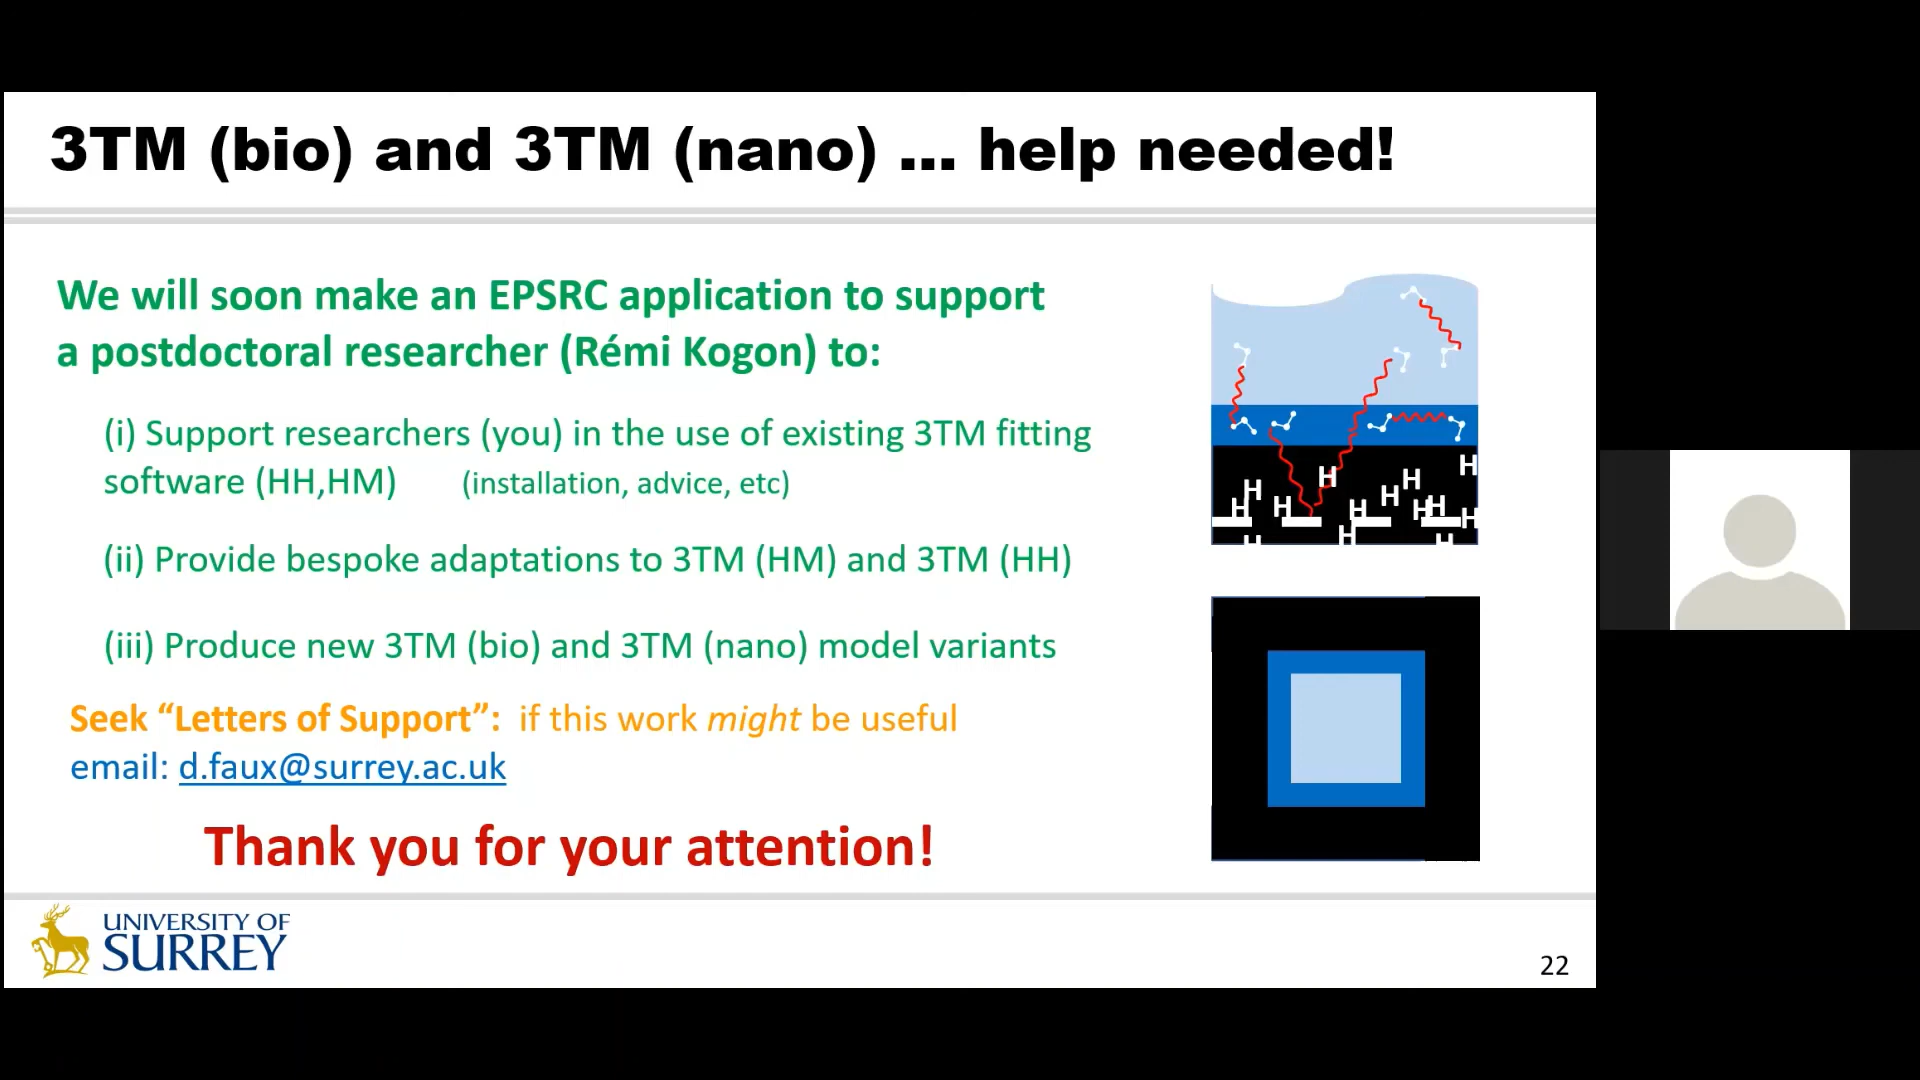 3TM (bio) and 3TM (nano) ... help needed!
We will soon make an EPSRC application to support
a postdoctoral researcher (Rémi Kogon) to:
(i) Support researchers (you) in the use of existing 3TM fitting
software (HH,HM) (installation, advice, etc)
(ii) Provide bespoke adaptations to 3TM (HM) and 3TM (HH)
(iii) Produce new 3TM (bio) and 3TM (nano) model variants
Seek “Letters of Support”: if this work might be useful
email: d.faux@surrey.ac.uk
Thank you for your attention!
H H H H
H H H H H H H H
H H H
UNIVERSITY OF
SURREY
22